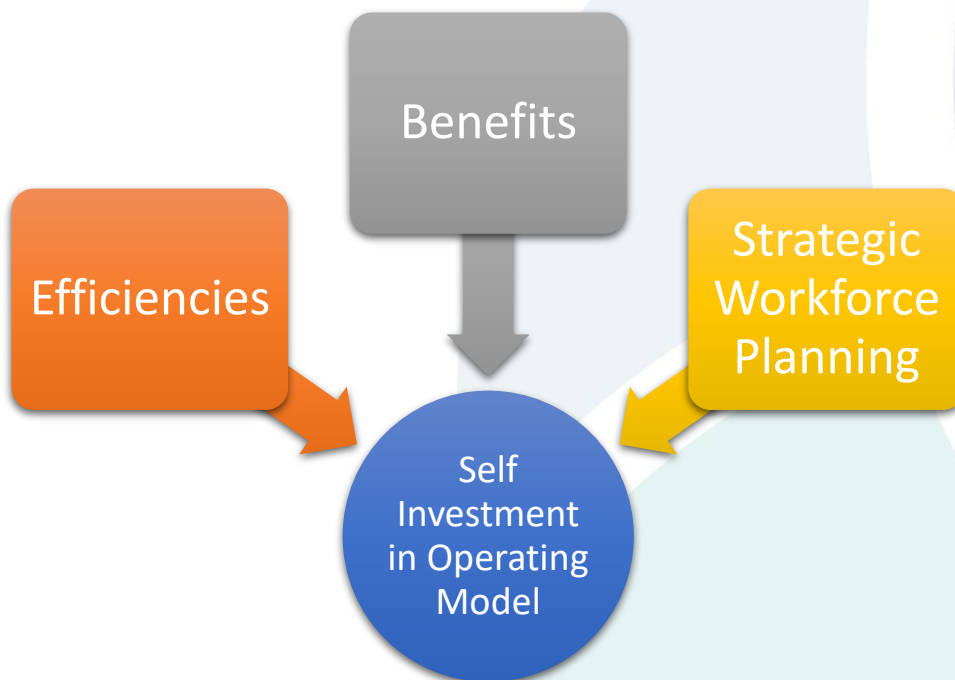 Benefits
Efficiencies
Strategic
Workforce
Planning
Self
Investment
in Operating
Model